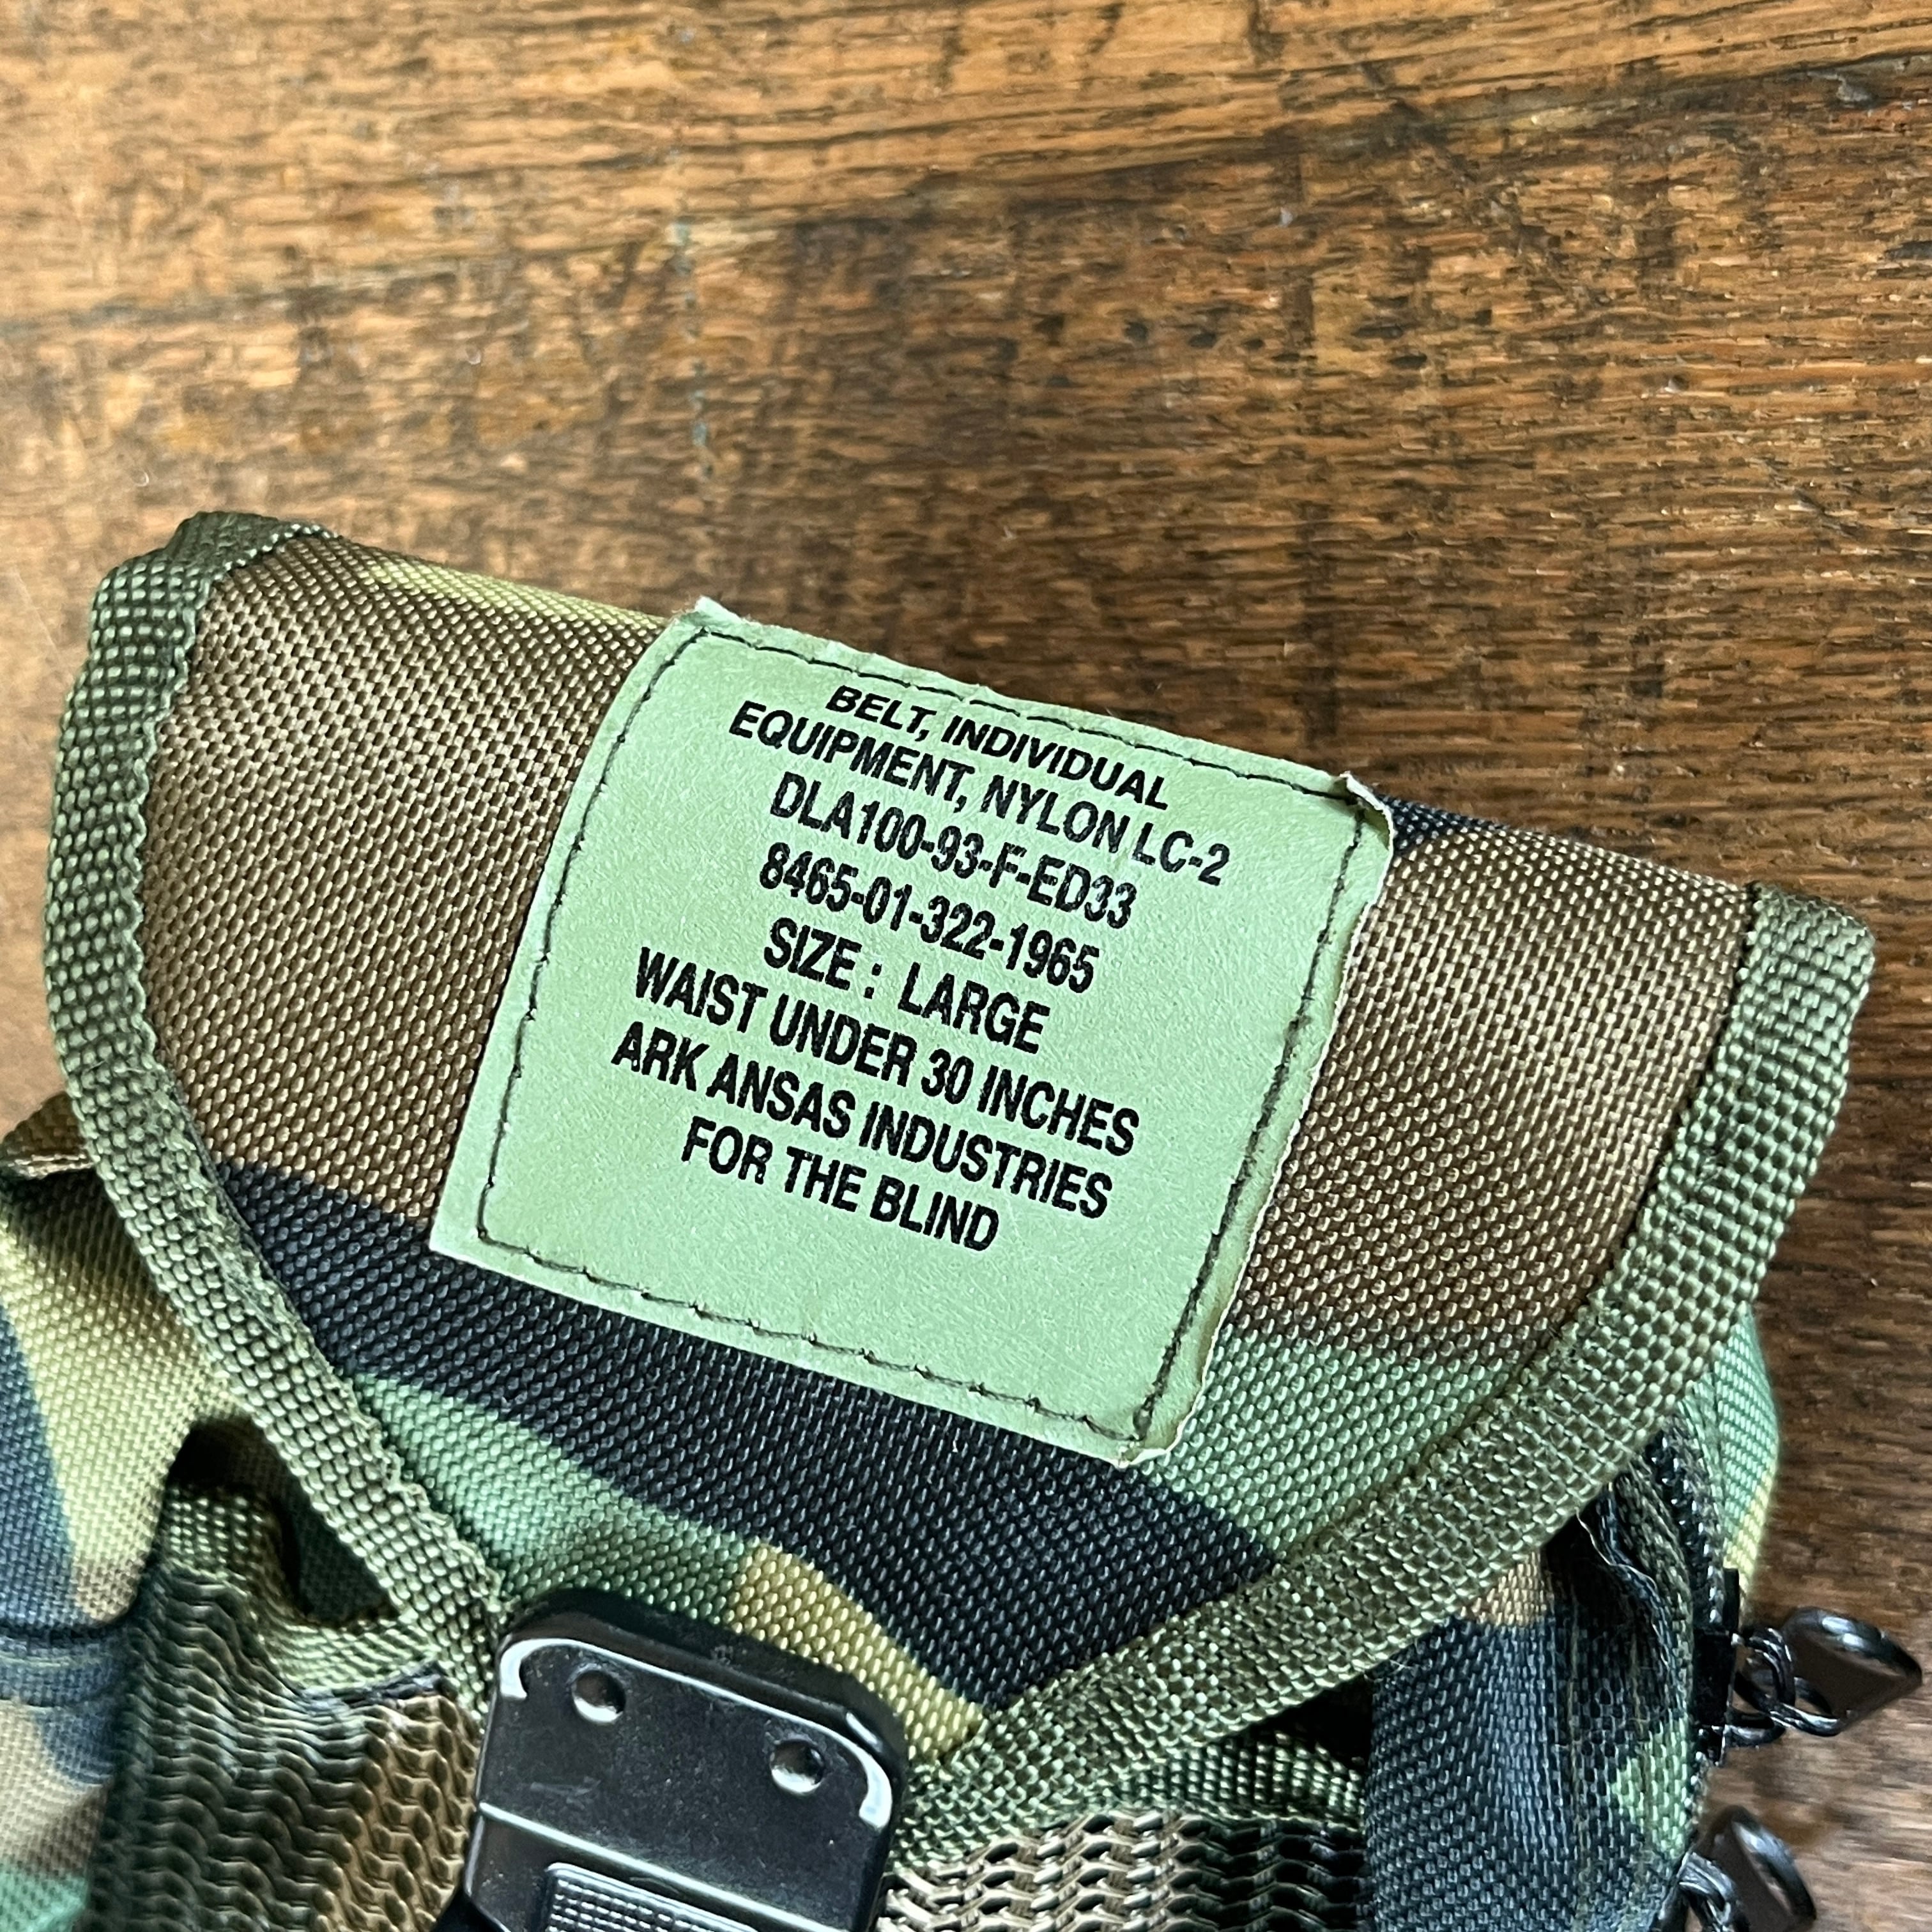 BELT, INDIVIDUAL
EQUIPMENT, NYLON LC-2
DLA100-93-F-ED33
8465-01-322-1965
SIZE : LARGE
WAIST UNDER 30 INCHES
ARK ANSAS INDUSTRIES
FOR THE BLIND